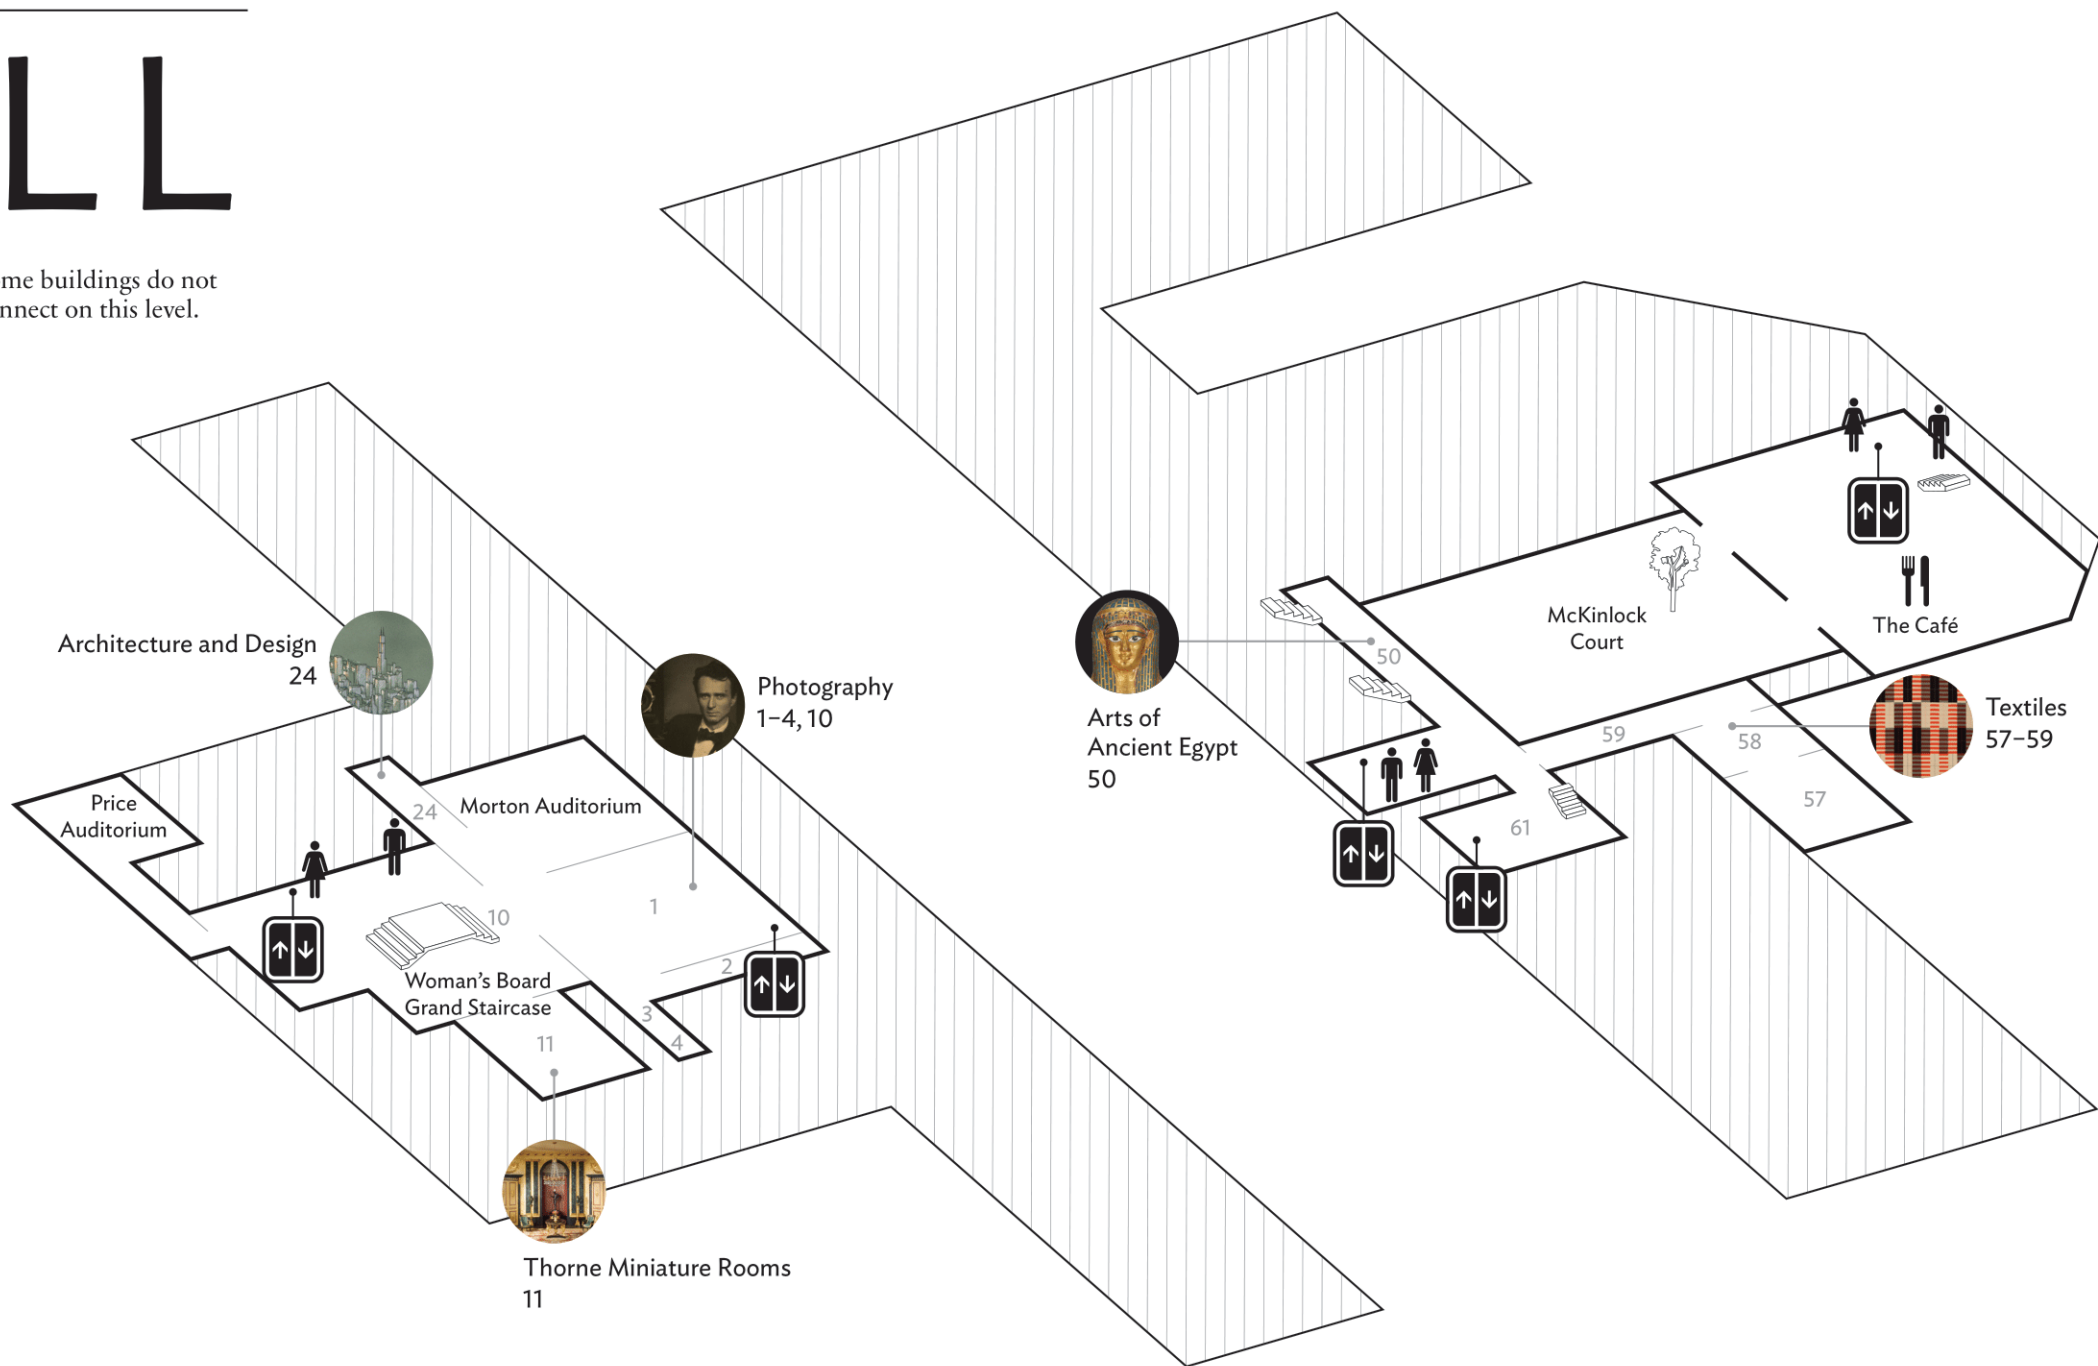 LL
me buildings do not
nnect on this level.
Architecture and Design
24
Photography
1–4, 10
Price
Auditorium
24
Morton Auditorium
10
1
2
Woman's Board
Grand Staircase
3
4
11
Thorne Miniature Rooms
11
Arts of
Ancient Egypt
50
50
McKinlock
Court
The Café
59
58
57
61
Textiles
57–59